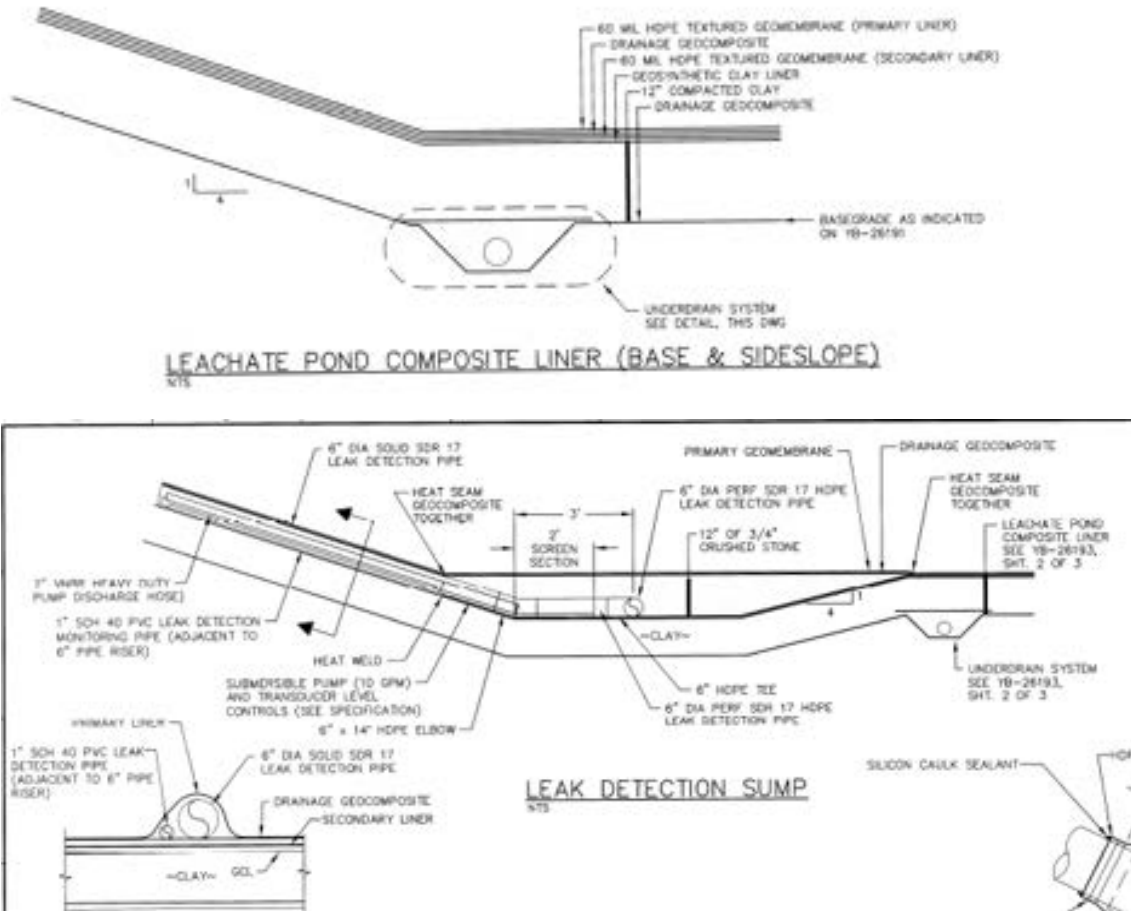 60 MIL HDPE TEXTURED GEOMEMBRANE (PRIMARY LINER)
DRAINAGE GEOCOMPOSITE
60 MIL HDPE TEXTURED GEOMEMBRANE (SECONDARY LINER)
GEOSYNTHETIC CLAY LINER
12" COMPACTED CLAY
DRAINAGE GEOCOMPOSITE
1
4
BASEGRADE AS INDICATED
ON YB-26191
UNDERDRAIN SYSTEM
SEE DETAIL, THIS DWG
LEACHATE POND COMPOSITE LINER (BASE & SIDESLOPE)
NTS
6" DIA SOLID SDR 17
LEAK DETECTION PIPE
HEAT SEAM
GEOCOMPOSITE
TOGETHER
3'
2'
SCREEN
SECTION
6" DIA PERF SDR 17 HDPE
LEAK DETECTION PIPE
PRIMARY GEOMEMBRANE
12" OF 3/4"
CRUSHED STONE
DRAINAGE GEOCOMPOSITE
HEAT SEAM
GEOCOMPOSITE
TOGETHER
LEACHATE POND
COMPOSITE LINER
SEE YB-26193,
SHT. 2 OF 3
HEAVY DUTY
PUMP DISCHARGE HOSE)
1" SCH 40 PVC LEAK DETECTION
MONITORING PIPE (ADJACENT TO
6" PIPE RISER)
HEAT WELD
SUBMERSIBLE PUMP (10 GPM)
AND TRANSDUCER LEVEL
CONTROLS (SEE SPECIFICATION)
6" x 14" HDPE ELBOW
~CLAY~
1
4
6" HDPE TEE
6" DIA PERF SDR 17 HDPE
LEAK DETECTION PIPE
UNDERDRAIN SYSTEM
SEE YB-26193,
SHT. 2 OF 3
LEAK DETECTION SUMP
NTS
PRIMARY LINER
1" SCH 40 PVC LEAK
DETECTION PIPE
(ADJACENT TO 6" PIPE
RISER)
6" DIA SOLID SDR 17
LEAK DETECTION PIPE
DRAINAGE GEOCOMPOSITE
SECONDARY LINER
~CLAY~
GCL
SILICON CAULK SEALANT